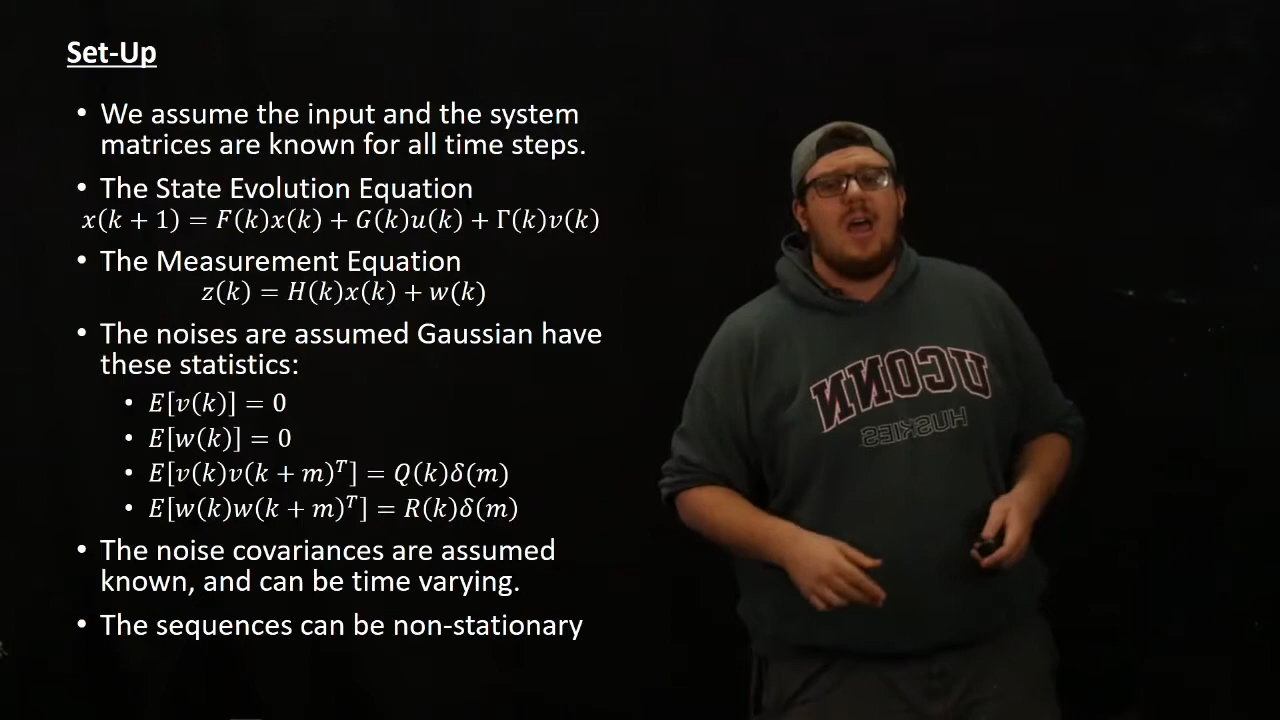 Set-Up
• We assume the input and the system
matrices are known for all time steps.
• The State Evolution Equation
x(k + 1) = F(k)x(k) + G(k)u(k) + Γ(k)v(k)
• The Measurement Equation
z(k) = H(k)x(k) + w(k)
• The noises are assumed Gaussian have
these statistics:
• E[v(k)] = 0
• E[w(k)] = 0
• E[v(k)v(k + m)ᵀ] = Q(k)δ(m)
• E[w(k)w(k + m)ᵀ] = R(k)δ(m)
• The noise covariances are assumed
known, and can be time varying.
• The sequences can be non-stationary
UCONN
HUSKIES